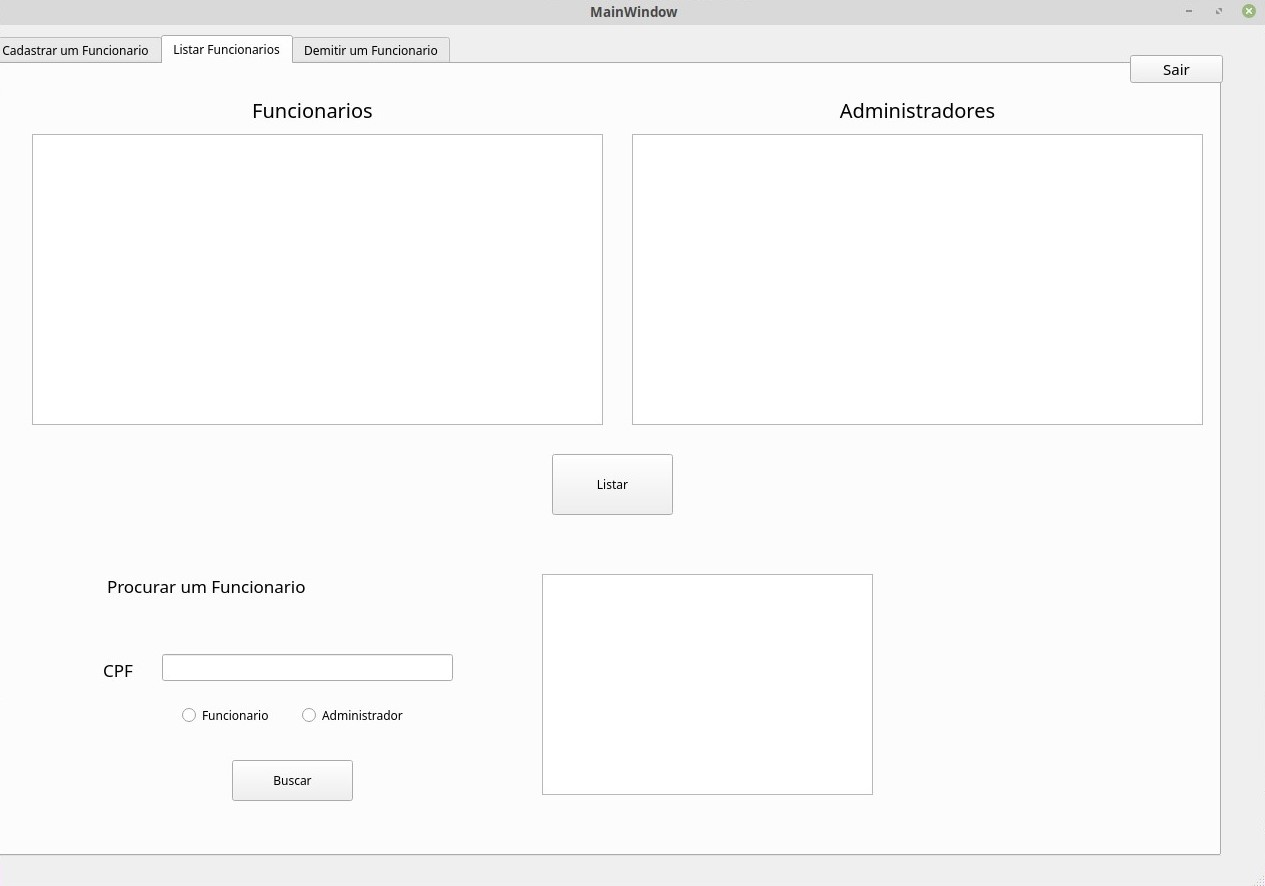 MainWindow
Cadastrar um Funcionario
Listar Funcionarios
Demitir um Funcionario
Sair
Funcionarios
Administradores
Listar
Procurar um Funcionario
CPF
Funcionario
Administrador
Buscar